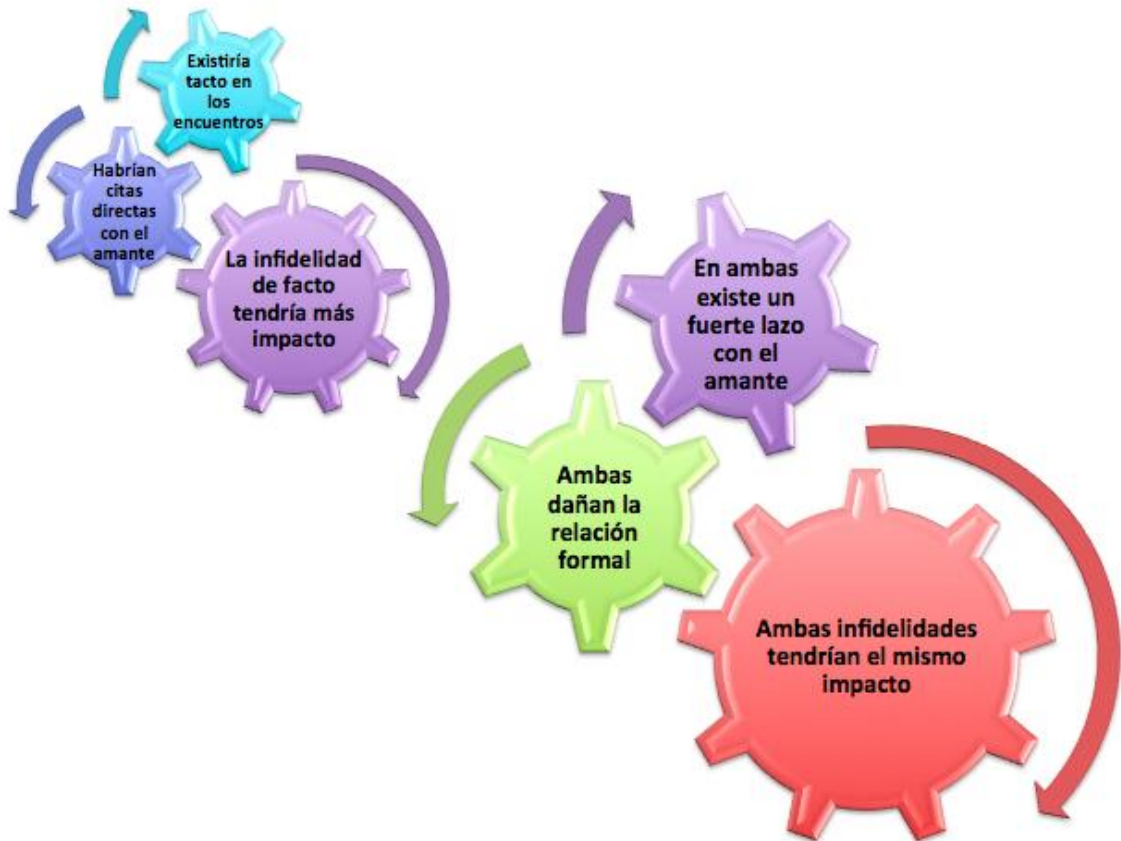 Existiría
tacto en
los
encuentros
Habrían
citas
directas
con el
amante
La infidelidad
de facto
tendría más
impacto
En ambas
existe un
fuerte lazo
con el
amante
Ambas
dañan la
relación
formal
Ambas infidelidades
tendrían el mismo
impacto